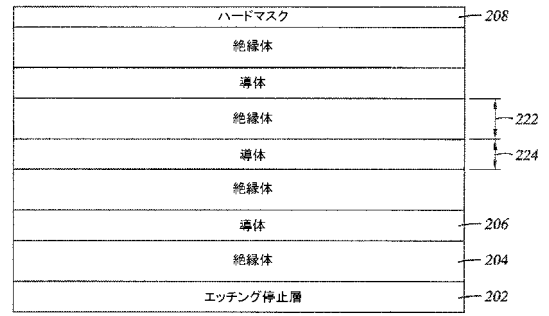 ハードマスク 208
絶縁体
導体
絶縁体 222
導体 224
絶縁体
導体 206
絶縁体 204
エッチング停止層 202